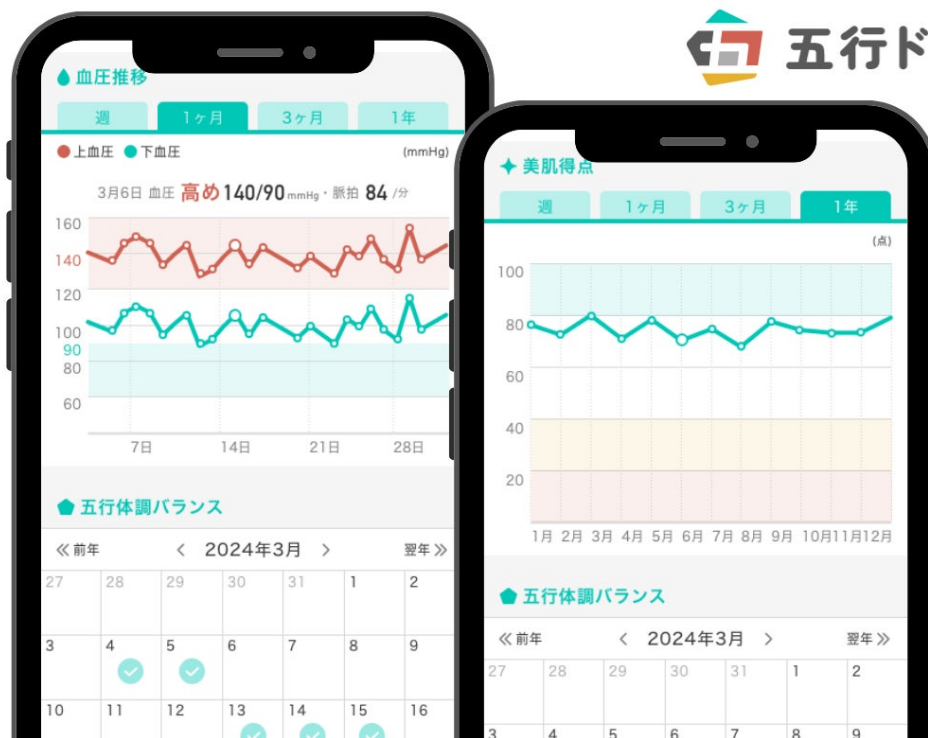 五行ド
血圧推移
週 1ヶ月 3ヶ月 1年
上血圧 下血圧 (mmHg)
3月6日 血圧 高め 140/90 mmHg・脈拍 84 /分
160
140
120
100
90
80
60
7日 14日 21日 28日
五行体調バランス
≪前年 < 2024年3月 > 翌年≫
27 28 29 30 31 1 2
3 4 5 6 7 8 9
10 11 12 13 14 15 16
美肌得点
週 1ヶ月 3ヶ月 1年
(点)
100
80
60
40
20
1月 2月 3月 4月 5月 6月 7月 8月 9月 10月 11月 12月
五行体調バランス
≪前年 < 2024年3月 > 翌年≫
27 28 29 30 31 1 2
3 4 5 6 7 8 9